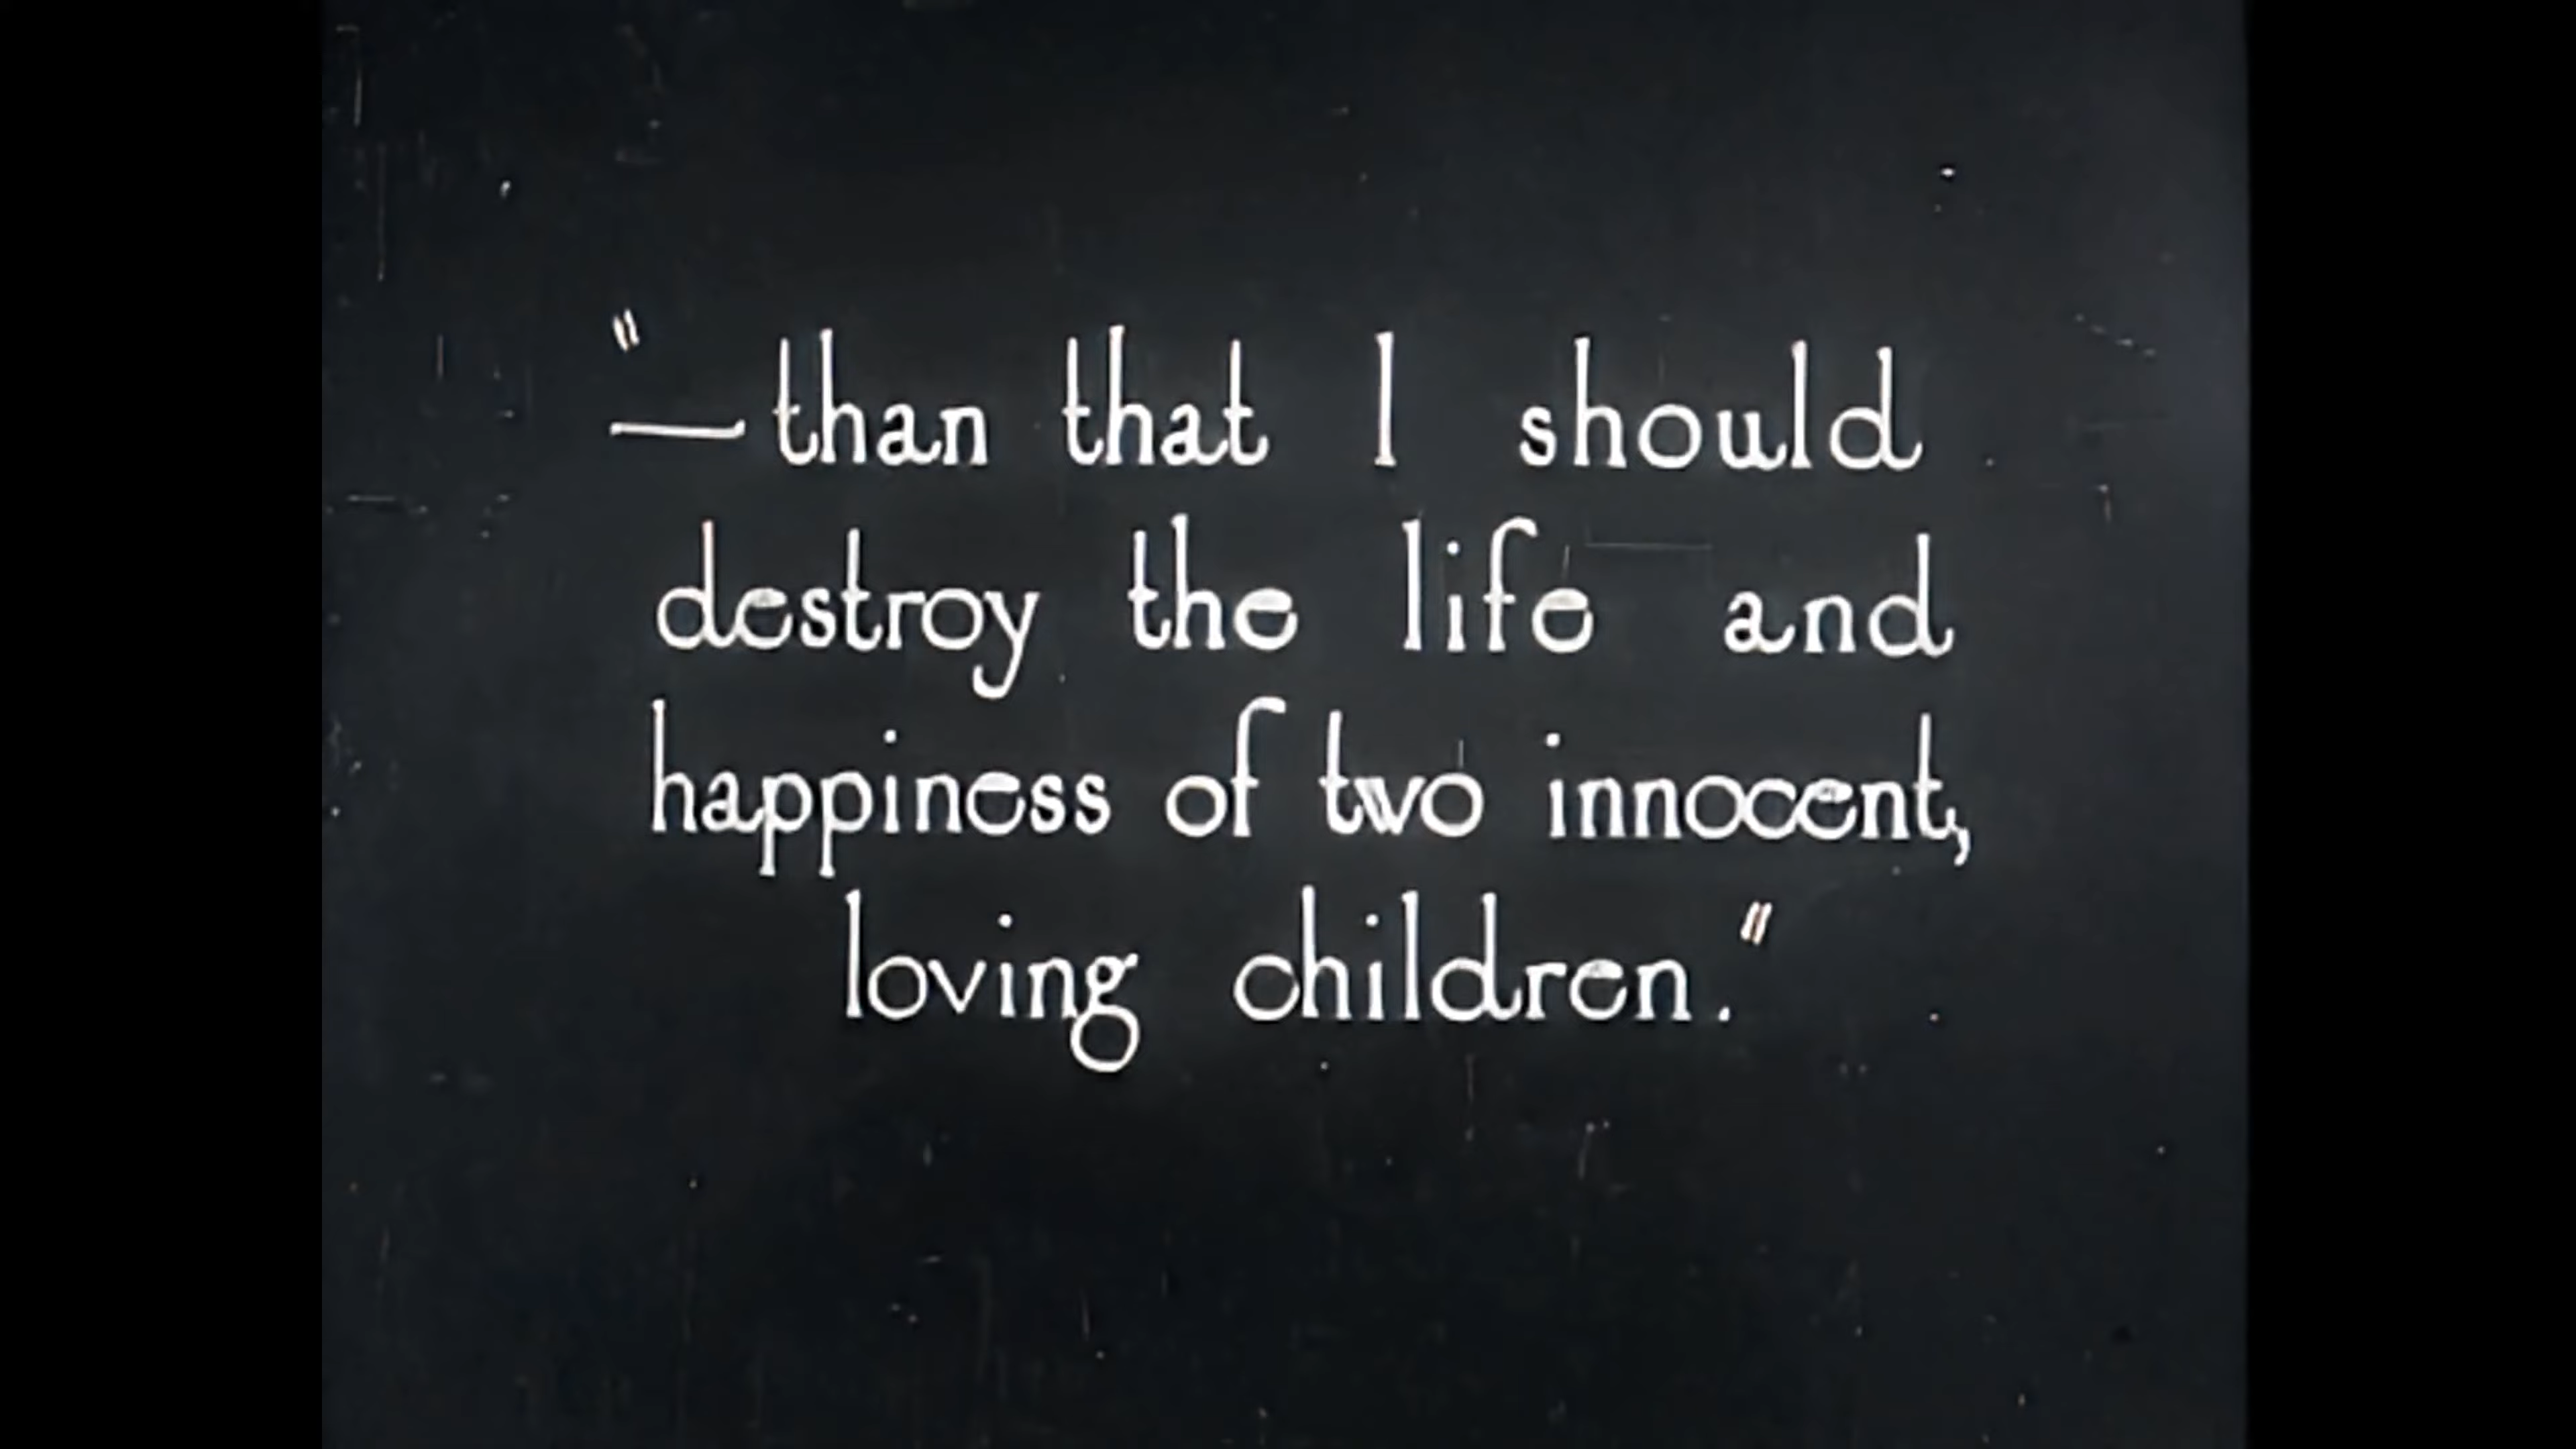 "—than that I should
destroy the life and
happiness of two innocent,
loving children."